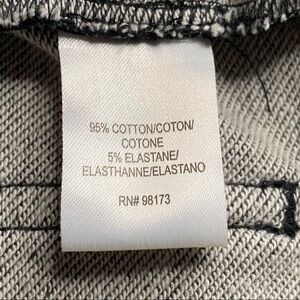 95% COTTON/COTON/
COTONE
5% ELASTANE/
ELASTHANNE/ELASTANO
RN# 98173